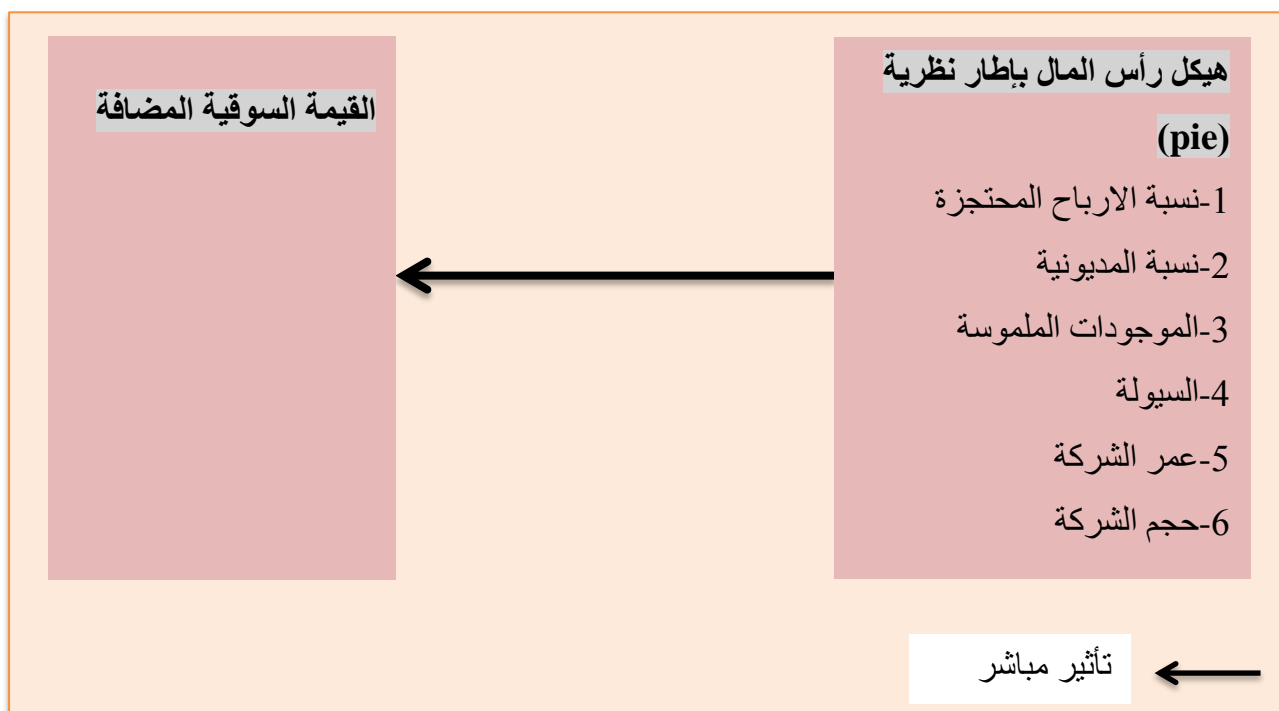 هيكل رأس المال بإطار نظرية
(pie)
1-نسبة الارباح المحتجزة
2-نسبة المديونية
3-الموجودات الملموسة
4-السيولة
5-عمر الشركة
6-حجم الشركة
القيمة السوقية المضافة
تأثير مباشر